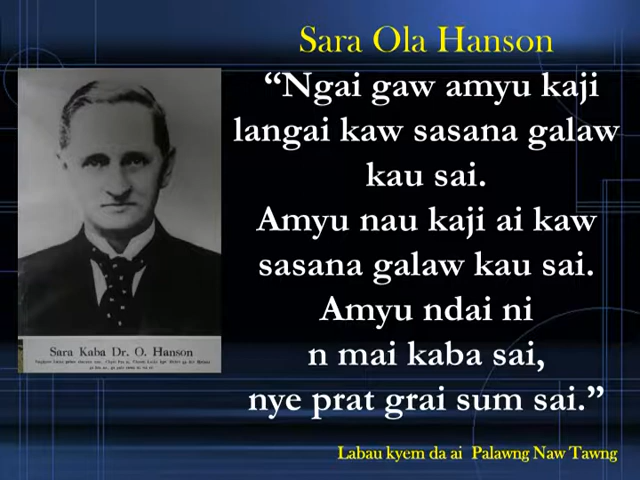 Sara Ola Hanson
“Ngai gaw amyu kaji
langai kaw sasana galaw
kau sai.
Amyu nau kaji ai kaw
sasana galaw kau sai.
Amyu ndai ni
n mai kaba sai,
nye prat grai sum sai.”
Sara Kaba Dr. O. Hanson
Labau kyem da ai Palawng Naw Tawng